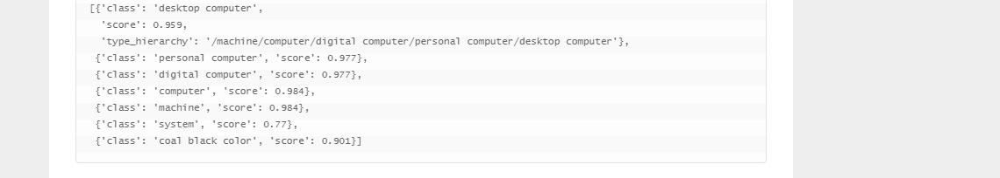 [{'class': 'desktop computer',
'score': 0.959,
'type_hierarchy': '/machine/computer/digital computer/personal computer/desktop computer'},
{'class': 'personal computer', 'score': 0.977},
{'class': 'digital computer', 'score': 0.977},
{'class': 'computer', 'score': 0.984},
{'class': 'machine', 'score': 0.984},
{'class': 'system', 'score': 0.77},
{'class': 'coal black color', 'score': 0.901}]